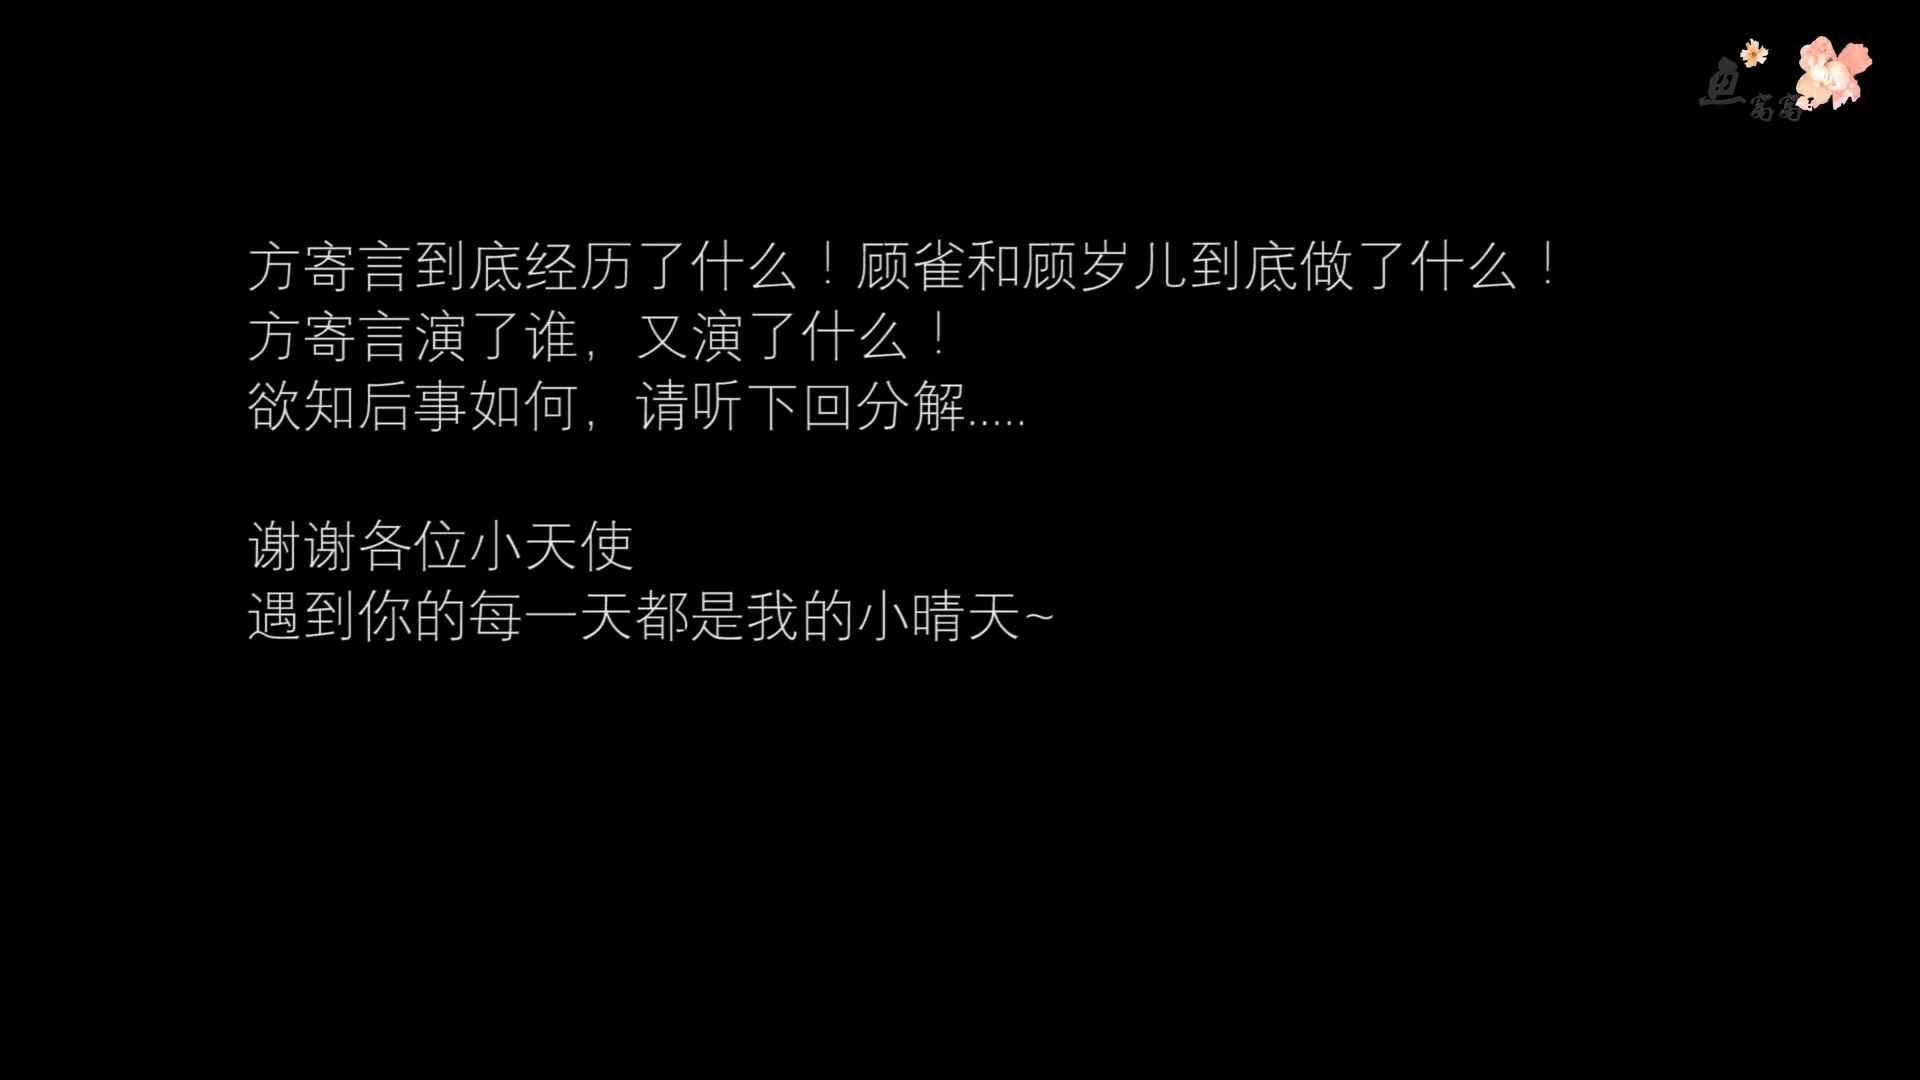 鱼窝窝
方寄言到底经历了什么！顾雀和顾岁儿到底做了什么！
方寄言演了谁，又演了什么！
欲知后事如何，请听下回分解.....
谢谢各位小天使
遇到你的每一天都是我的小晴天~